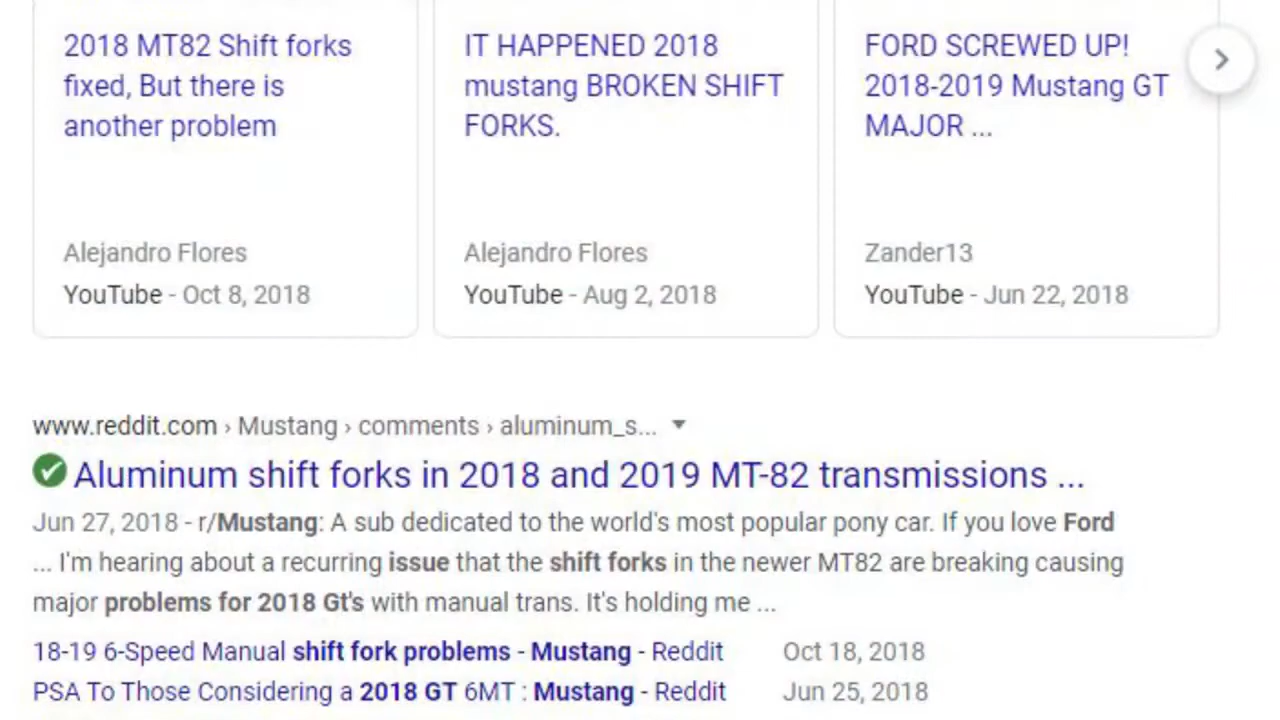 2018 MT82 Shift forks
fixed, But there is
another problem
Alejandro Flores
YouTube - Oct 8, 2018
IT HAPPENED 2018
mustang BROKEN SHIFT
FORKS.
Alejandro Flores
YouTube - Aug 2, 2018
FORD SCREWED UP!
2018-2019 Mustang GT
MAJOR ...
Zander13
YouTube - Jun 22, 2018
www.reddit.com › Mustang › comments › aluminum_s...
Aluminum shift forks in 2018 and 2019 MT-82 transmissions ...
Jun 27, 2018 - r/Mustang: A sub dedicated to the world's most popular pony car. If you love Ford
... I'm hearing about a recurring issue that the shift forks in the newer MT82 are breaking causing
major problems for 2018 Gt's with manual trans. It's holding me ...
18-19 6-Speed Manual shift fork problems - Mustang - Reddit Oct 18, 2018
PSA To Those Considering a 2018 GT 6MT : Mustang - Reddit Jun 25, 2018